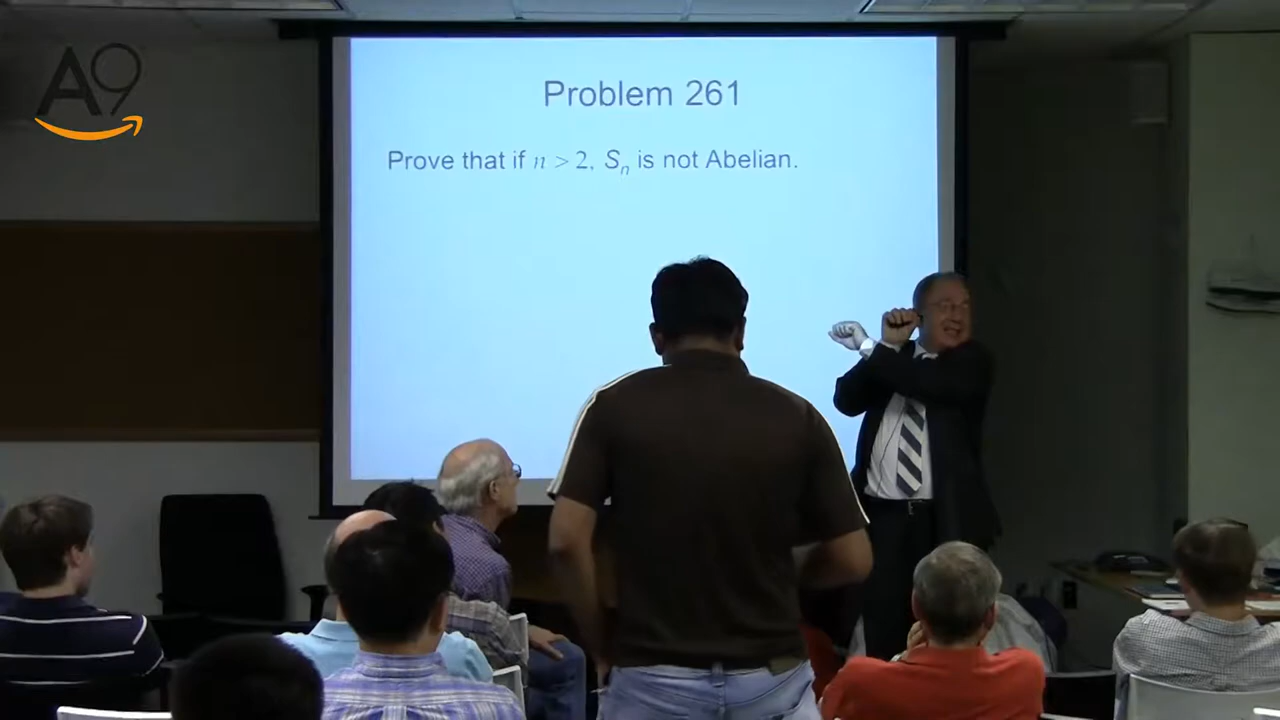 A9
Problem 261
Prove that if n > 2, Sₙ is not Abelian.